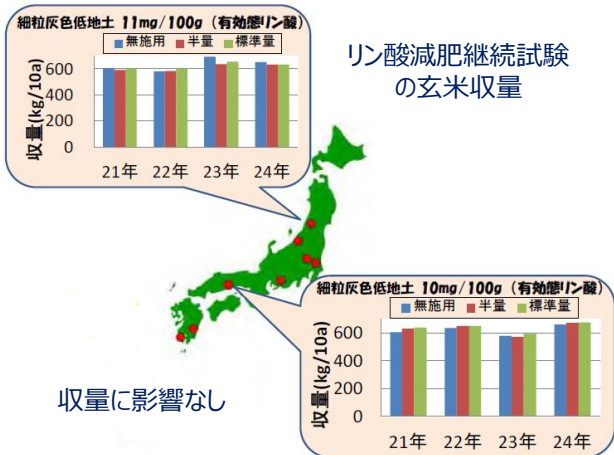 細粒灰色低地土 11mg/100g (有効態リン酸)
無施用 半量 標準量
収量(kg/10a)
600
400
200
0
21年 22年 23年 24年
リン酸減肥継続試験
の玄米収量
細粒灰色低地土 10mg/100g (有効態リン酸)
無施用 半量 標準量
収量(kg/10a)
600
400
200
0
21年 22年 23年 24年
収量に影響なし